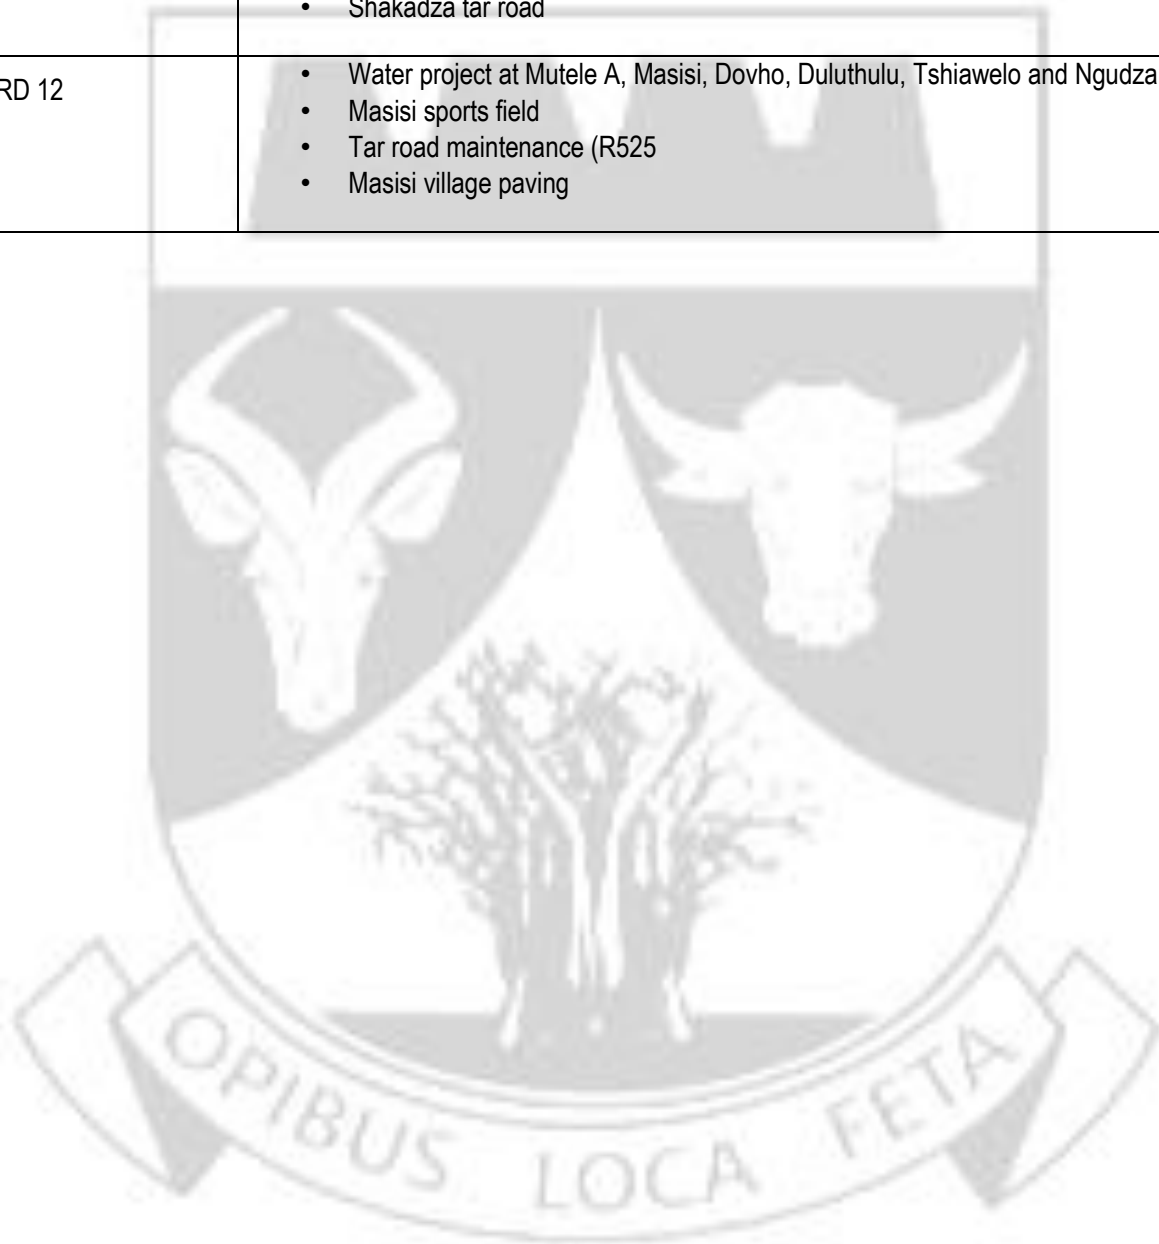 • Shakadza tar road
RD 12
• Water project at Mutele A, Masisi, Dovho, Duluthulu, Tshiawelo and Ngudza
• Masisi sports field
• Tar road maintenance (R525
• Masisi village paving
OPIBUS LOCA FETA